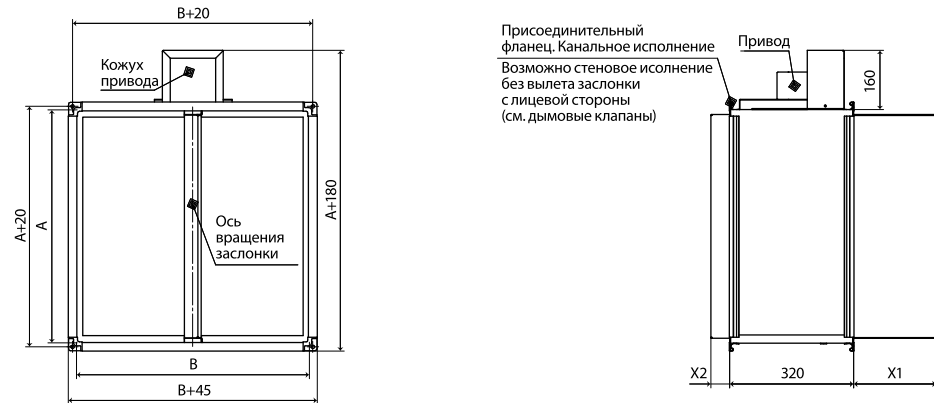 B+20
Кожух
привода
A+20
A
A+180
Ось
вращения
заслонки
B
B+45
Присоединительный
фланец. Канальное исполнение
Возможно стеновое исолнение
без вылета заслонки
с лицевой стороны
(см. дымовые клапаны)
Привод
160
X2
320
X1